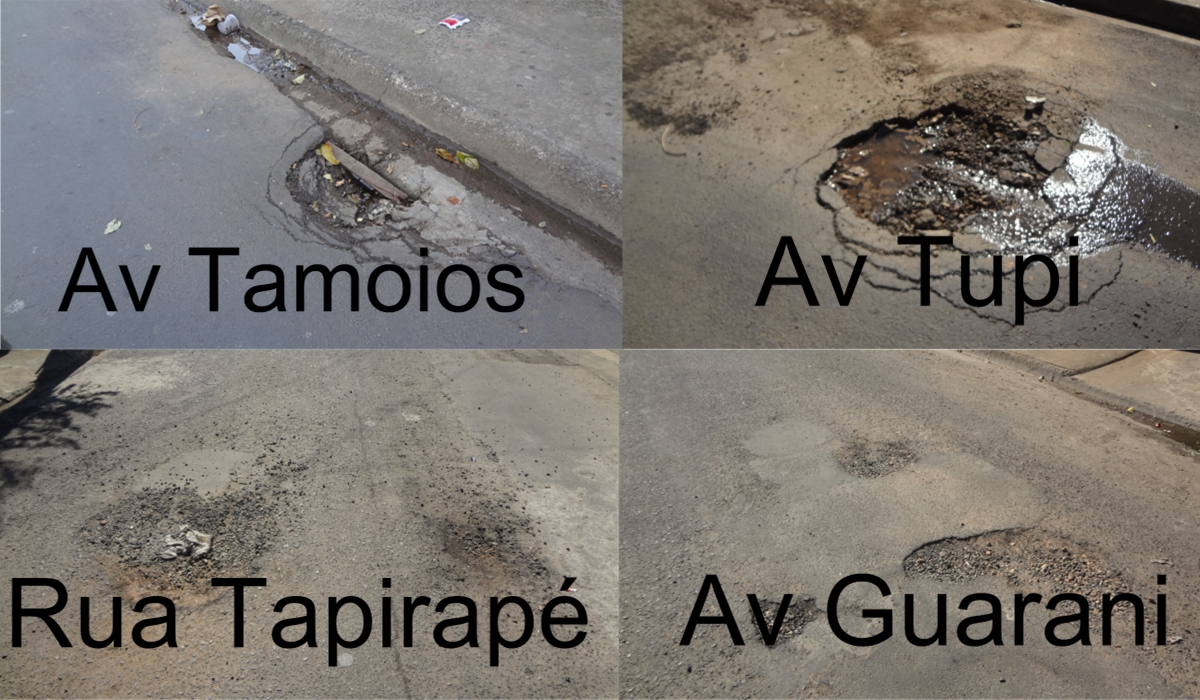 Av Tamoios
Av Tupi
Rua Tapirapé
Av Guarani